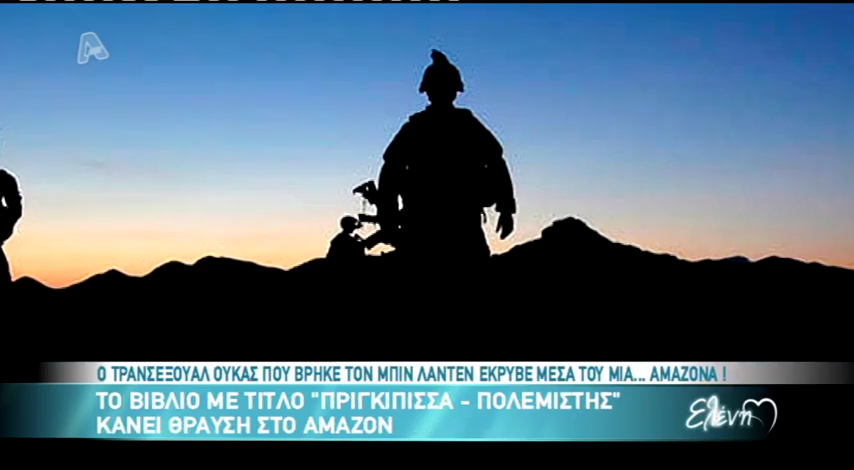 Ο ΤΡΑΝΣΕΞΟΥΑΛ ΟΥΚΑΣ ΠΟΥ ΒΡΗΚΕ ΤΟΝ ΜΠΙΝ ΛΑΝΤΕΝ ΕΚΡΥΒΕ ΜΕΣΑ ΤΟΥ ΜΙΑ... ΑΜΑΖΟΝΑ !
ΤΟ ΒΙΒΛΙΟ ΜΕ ΤΙΤΛΟ "ΠΡΙΓΚΙΠΙΣΣΑ - ΠΟΛΕΜΙΣΤΗΣ"
ΚΑΝΕΙ ΘΡΑΥΣΗ ΣΤΟ AMAZON
Ελένη